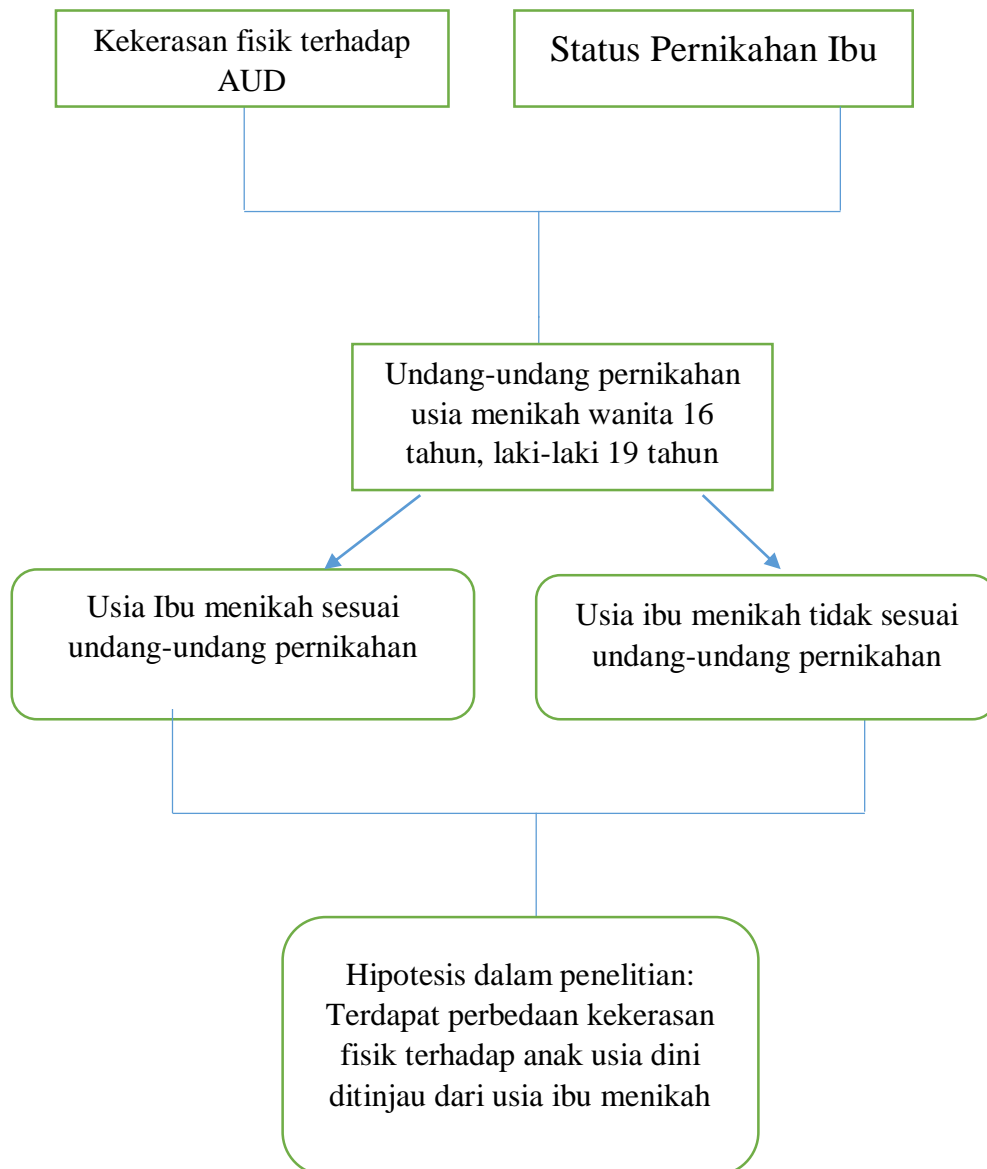 Kekerasan fisik terhadap
AUD
Status Pernikahan Ibu
Undang-undang pernikahan
usia menikah wanita 16
tahun, laki-laki 19 tahun
Usia Ibu menikah sesuai
undang-undang pernikahan
Usia ibu menikah tidak sesuai
undang-undang pernikahan
Hipotesis dalam penelitian:
Terdapat perbedaan kekerasan
fisik terhadap anak usia dini
ditinjau dari usia ibu menikah